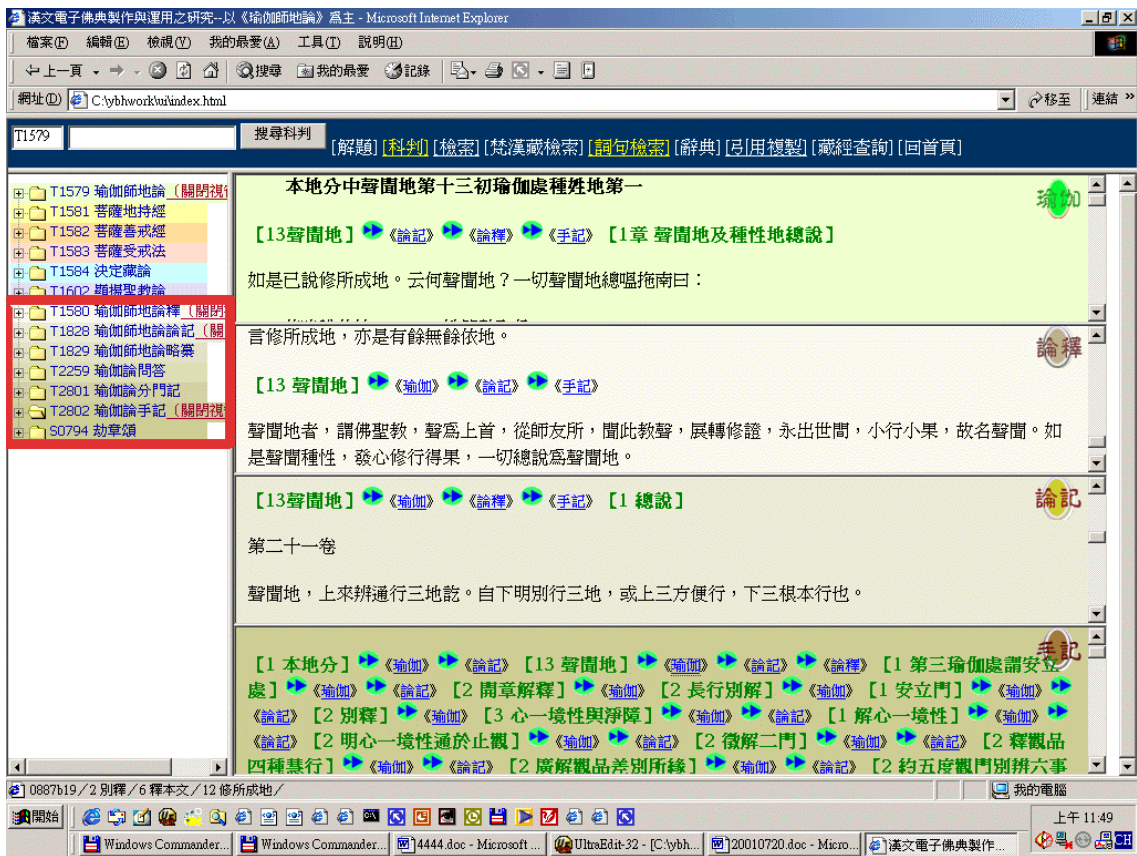 漢文電子佛典製作與運用之研究--以《瑜伽師地論》為主 - Microsoft Internet Explorer
檔案(F) 編輯(E) 檢視(V) 我的最愛(A) 工具(T) 說明(H)
上一頁 搜尋 我的最愛 記錄
網址(D) C:\ybhwork\ui\index.html 移至 連結 »
T1579 搜尋科判 [解題] [科判] [檢索] [梵漢藏檢索] [詞句檢索] [辭典] [引用複製] [藏經查詢] [回首頁]
T1579 瑜伽師地論 (關閉視
T1581 菩薩地持經
T1582 菩薩善戒經
T1583 菩薩受戒法
T1584 決定藏論
T1602 顯揚聖教論
T1580 瑜伽師地論釋 (關閉
T1828 瑜伽師地論論記 (關
T1829 瑜伽師地論略纂
T2259 瑜伽論問答
T2801 瑜伽論分門記
T2802 瑜伽論手記 (關閉視
S0794 劫章頌
本地分中聲聞地第十三初瑜伽處種姓地第一
瑜伽
【13聲聞地】 《論記》 《論釋》 《手記》 【1章 聲聞地及種性地總說】
如是已說修所成地。云何聲聞地？一切聲聞地總嗢拖南曰：
言修所成地，亦是有餘無餘依地。
論釋
【13 聲聞地】 《瑜伽》 《論記》 《手記》
聲聞地者，謂佛聖教，聲為上首，從師友所，聞此教聲，展轉修證，永出世間，小行小果，故名聲聞。如
是聲聞種性，發心修行得果，一切總說為聲聞地。
【13聲聞地】 《瑜伽》 《論釋》 《手記》 【1 總說】
論記
第二十一卷
聲聞地，上來辨通行三地訖。自下明別行三地，或上三方便行，下三根本行也。
手記
【1 本地分】 《瑜伽》 《論記》 【13 聲聞地】 《瑜伽》 《論記》 《論釋》 【1 第三瑜伽處謂安立
處】 《瑜伽》 《論記》 【2 開章解釋】 《瑜伽》 【2 長行別解】 《瑜伽》 【1 安立門】 《瑜伽》
《論記》 【2 別釋】 《瑜伽》 【3 心一境性與淨障】 《瑜伽》 《論記》 【1 解心一境性】 《瑜伽》
《論記》 【2 明心一境性通於止觀】 《瑜伽》 《論記》 【2 徵解二門】 《瑜伽》 《論記》 【2 釋觀品
四種慧行】 《瑜伽》 《論記》 【2 廣解觀品差別所緣】 《瑜伽》 《論記》 【2 約五度觀門別辨六事
0887b19／2 別釋／6 釋本文／12 修所成地／ 我的電腦
開始 上午 11:49
Windows Commander... Windows Commander... 4444.doc - Microsoft ... UltraEdit-32 - [C:\ybh... 20010720.doc - Micro... 漢文電子佛典製作... CH